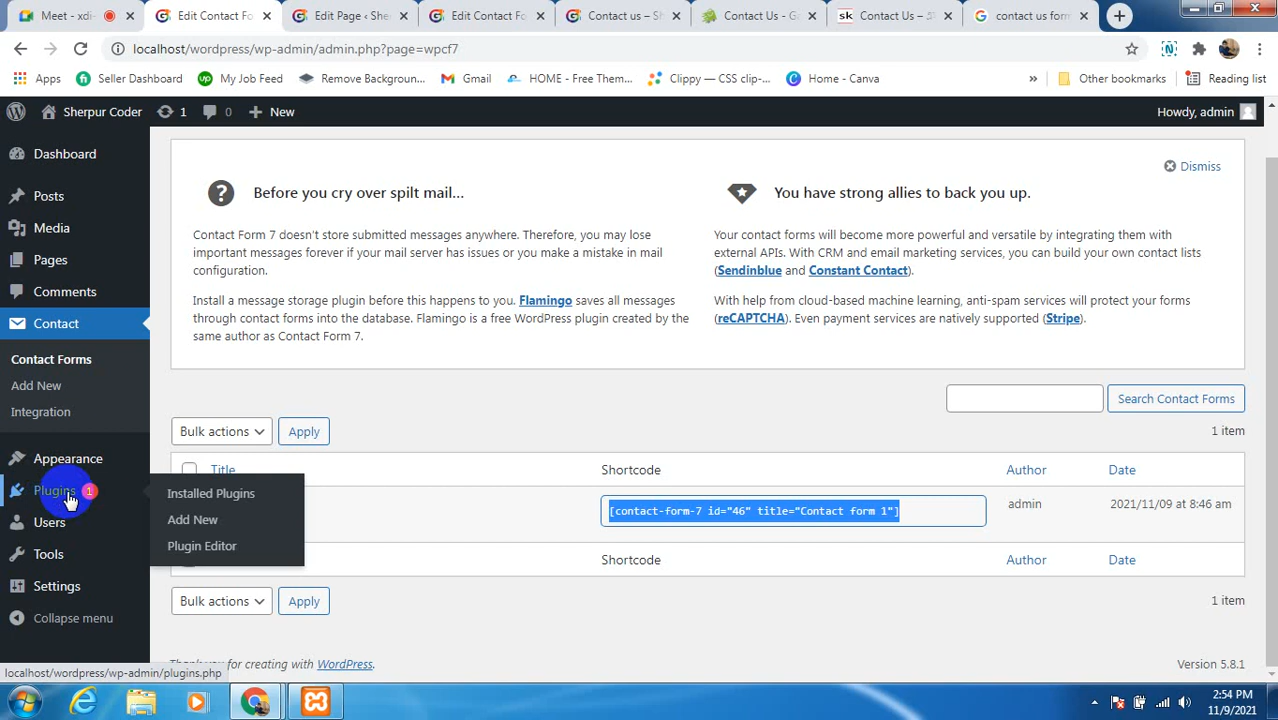 Meet - xdi-
Edit Contact Fo
Edit Page ‹ She
Edit Contact Fo
Contact us – Sh
Contact Us - G
Contact Us –
contact us form
localhost/wordpress/wp-admin/admin.php?page=wpcf7
Apps
Seller Dashboard
My Job Feed
Remove Backgroun...
Gmail
HOME - Free Them...
Clippy — CSS clip-...
Home - Canva
»
Other bookmarks
Reading list
Sherpur Coder
1
0
New
Howdy, admin
Dashboard
Posts
Media
Pages
Comments
Contact
Contact Forms
Add New
Integration
Appearance
Plugins 1
Users
Tools
Settings
Collapse menu
Installed Plugins
Add New
Plugin Editor
Dismiss
Before you cry over spilt mail…
Contact Form 7 doesn't store submitted messages anywhere. Therefore, you may lose
important messages forever if your mail server has issues or you make a mistake in mail
configuration.
Install a message storage plugin before this happens to you. Flamingo saves all messages
through contact forms into the database. Flamingo is a free WordPress plugin created by the
same author as Contact Form 7.
You have strong allies to back you up.
Your contact forms will become more powerful and versatile by integrating them with
external APIs. With CRM and email marketing services, you can build your own contact lists
(Sendinblue and Constant Contact).
With help from cloud-based machine learning, anti-spam services will protect your forms
(reCAPTCHA). Even payment services are natively supported (Stripe).
Search Contact Forms
Bulk actions
Apply
1 item
Title
Shortcode
Author
Date
[contact-form-7 id="46" title="Contact form 1"]
admin
2021/11/09 at 8:46 am
Shortcode
Author
Date
Bulk actions
Apply
1 item
Thank you for creating with WordPress.
Version 5.8.1
localhost/wordpress/wp-admin/plugins.php
2:54 PM
11/9/2021